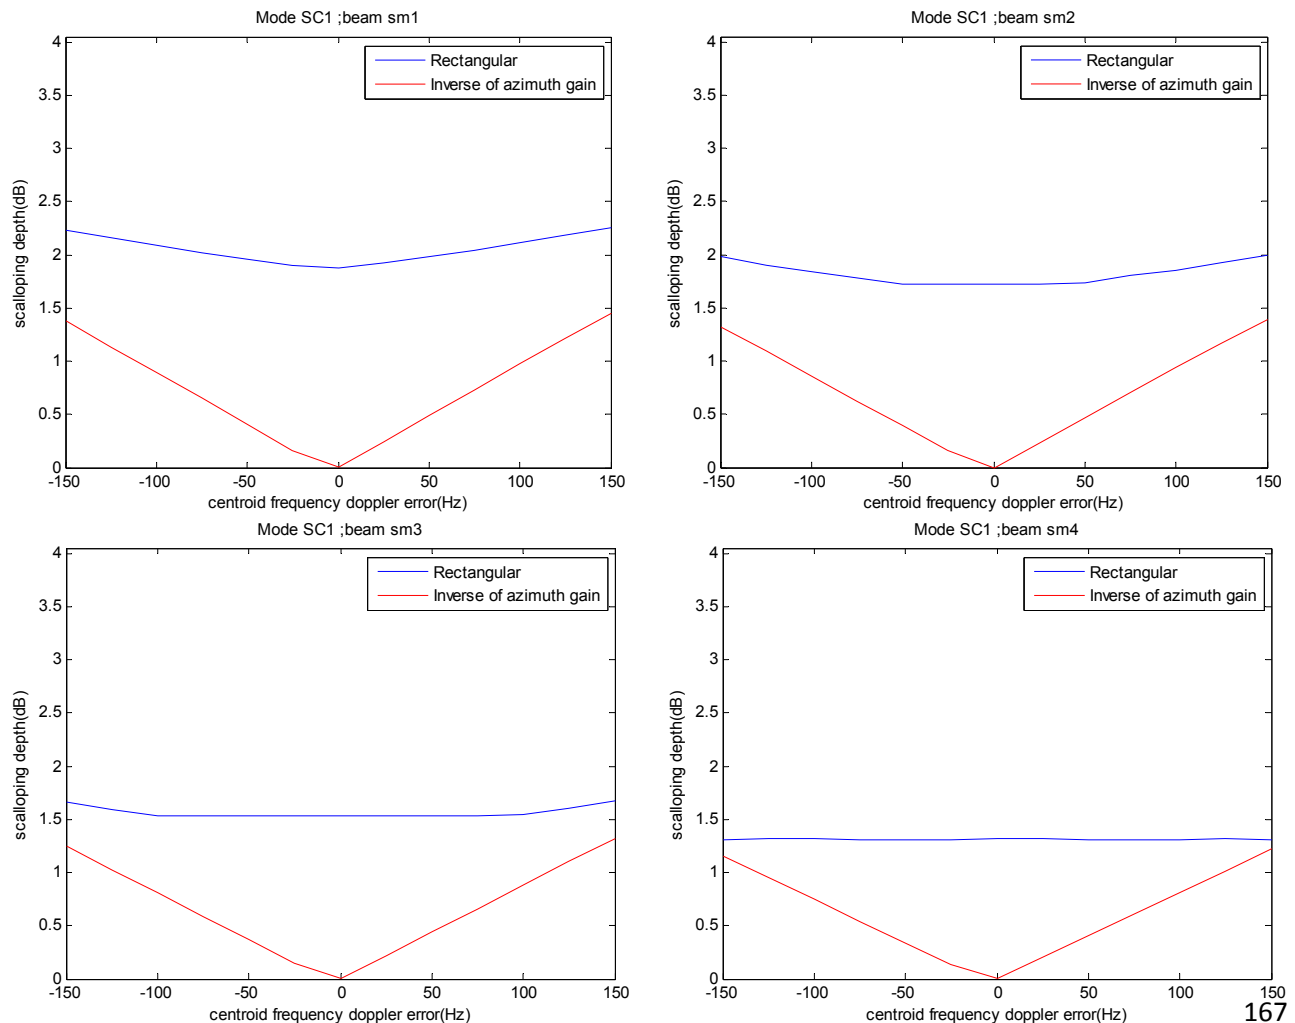 Mode SC1 ;beam sm1
4
3.5
3
2.5
2
1.5
1
0.5
0
scalloping depth(dB)
Rectangular
Inverse of azimuth gain
-150 -100 -50 0 50 100 150
centroid frequency doppler error(Hz)
Mode SC1 ;beam sm2
4
3.5
3
2.5
2
1.5
1
0.5
0
scalloping depth(dB)
Rectangular
Inverse of azimuth gain
-150 -100 -50 0 50 100 150
centroid frequency doppler error(Hz)
Mode SC1 ;beam sm3
4
3.5
3
2.5
2
1.5
1
0.5
0
scalloping depth(dB)
Rectangular
Inverse of azimuth gain
-150 -100 -50 0 50 100 150
centroid frequency doppler error(Hz)
Mode SC1 ;beam sm4
4
3.5
3
2.5
2
1.5
1
0.5
0
scalloping depth(dB)
Rectangular
Inverse of azimuth gain
-150 -100 -50 0 50 100 150
centroid frequency doppler error(Hz)
167